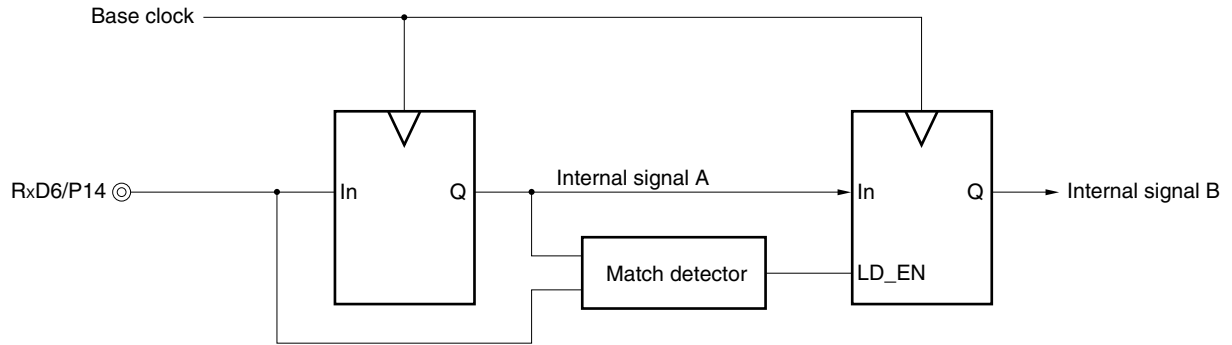 Base clock
RxD6/P14
In
Q
Internal signal A
In
Q
Internal signal B
Match detector
LD_EN